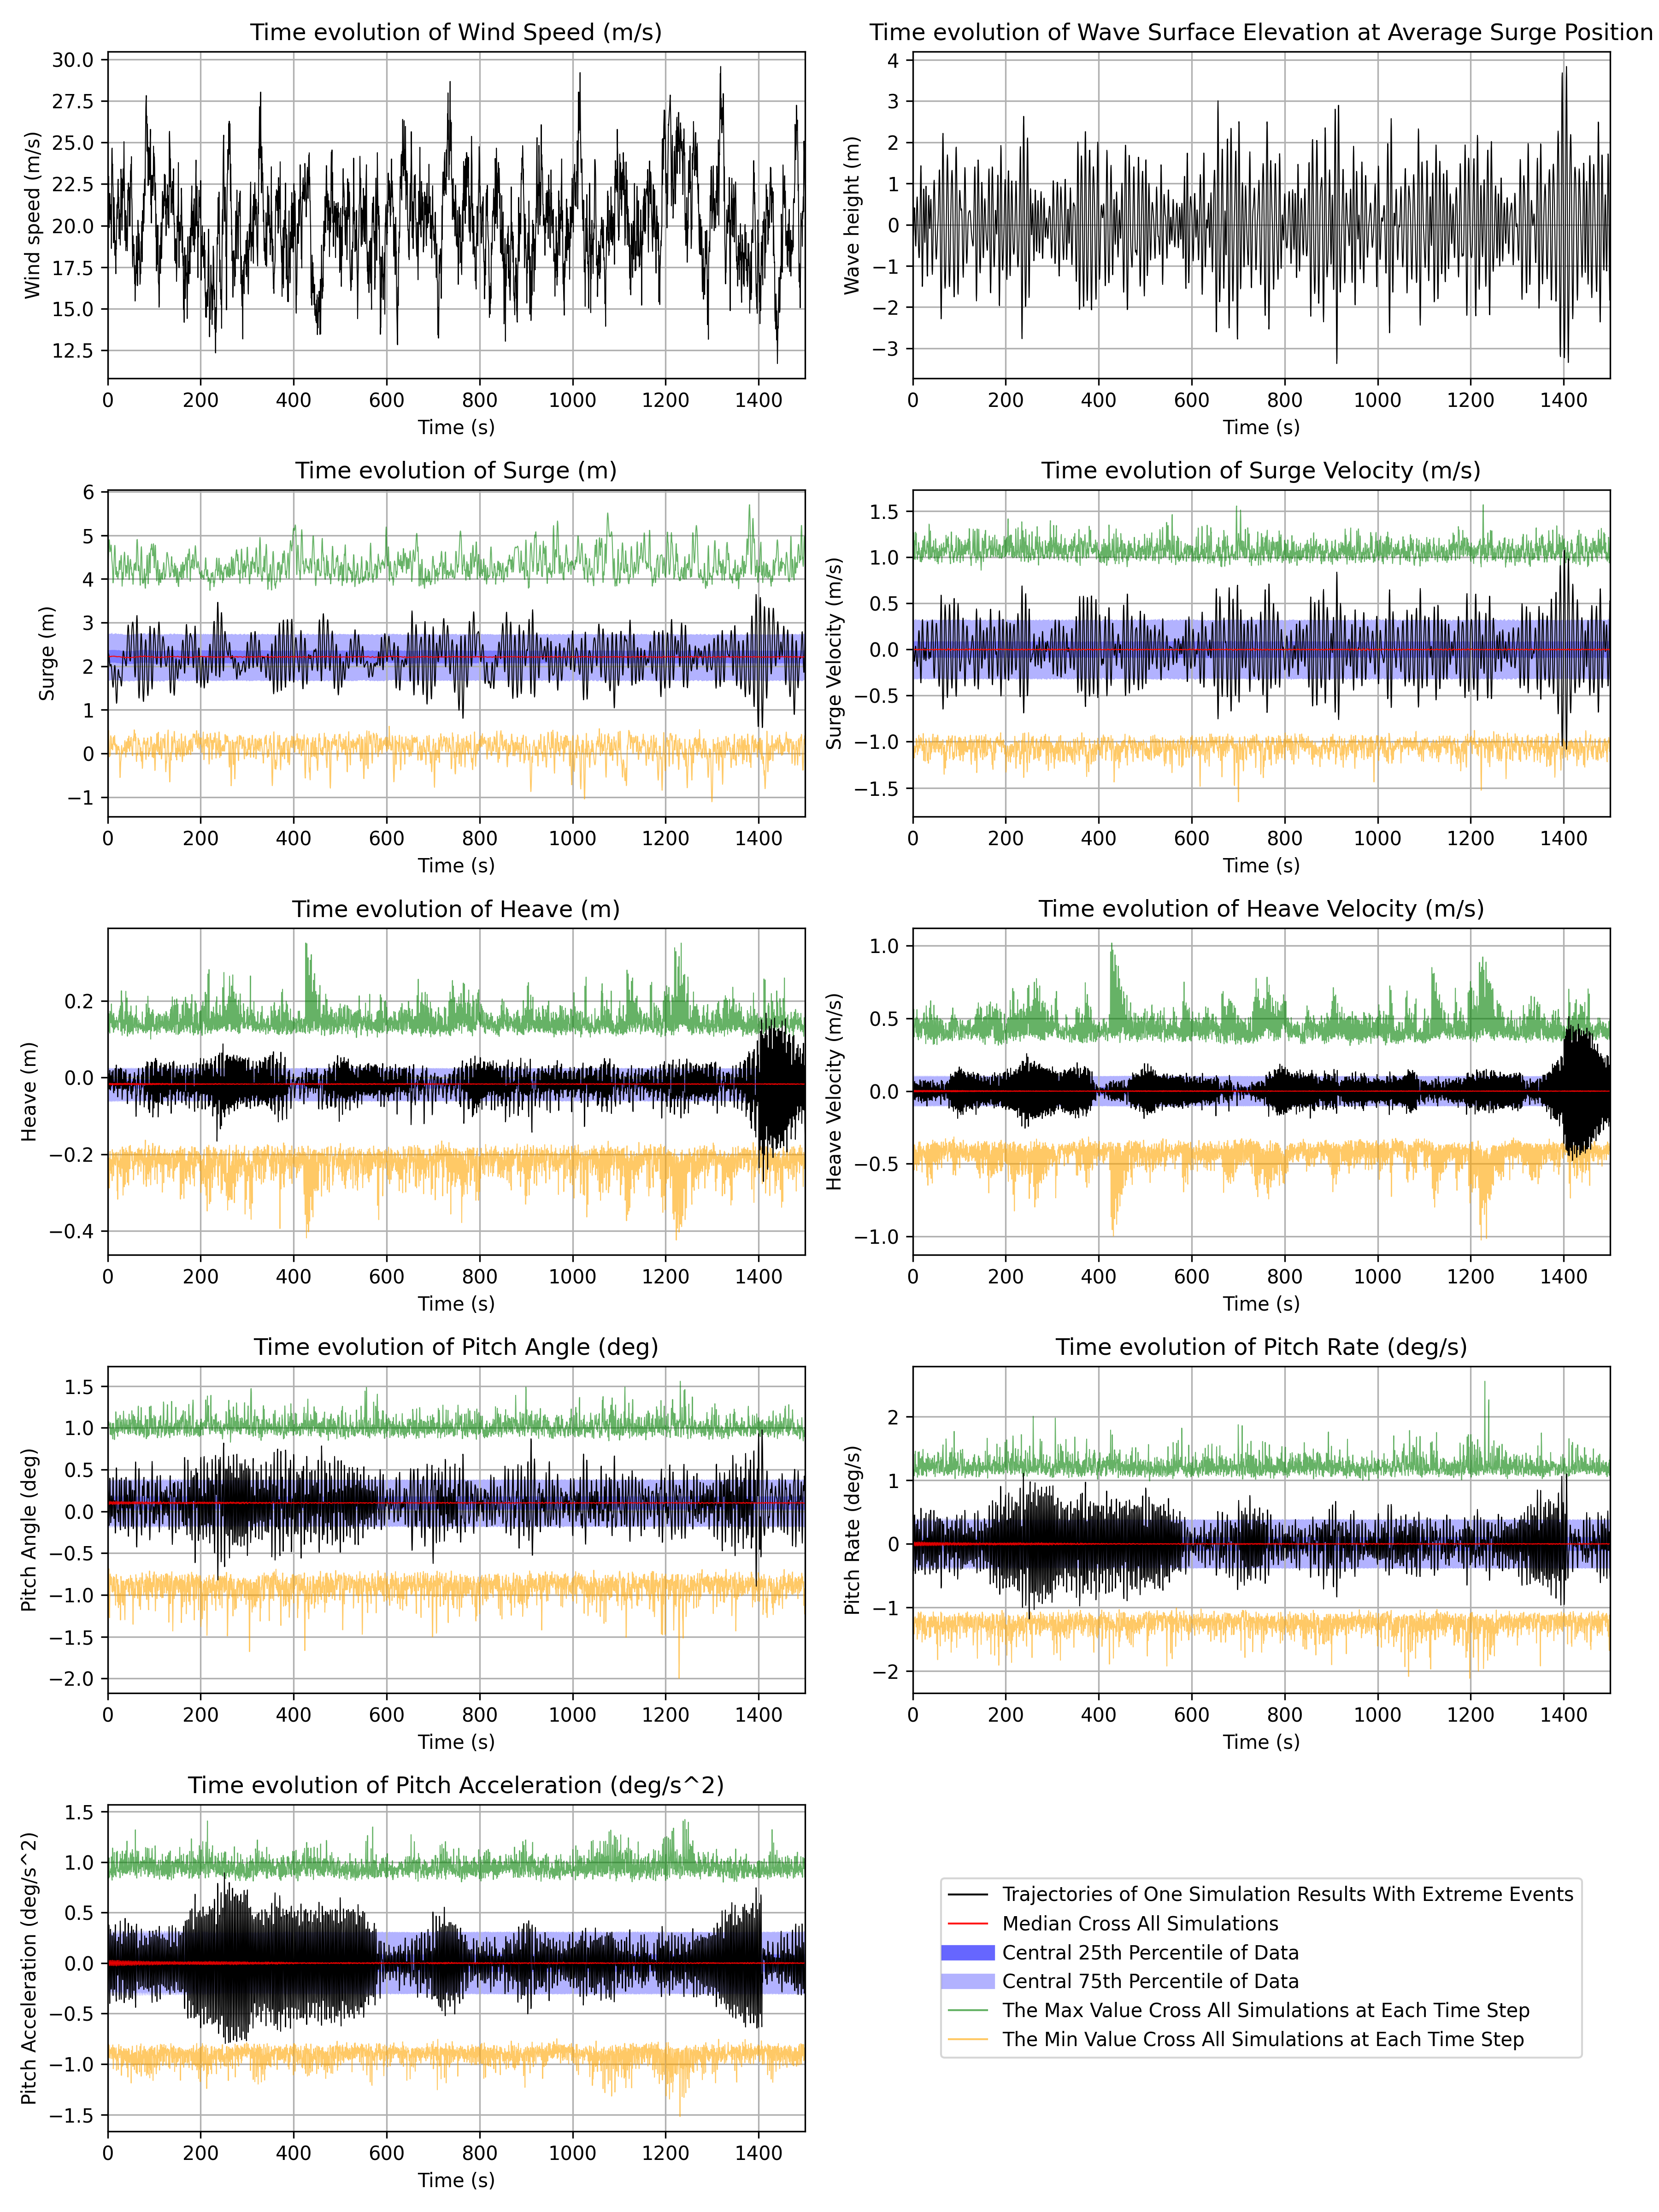 Time evolution of Wind Speed (m/s)
Wind speed (m/s)
30.0
27.5
25.0
22.5
20.0
17.5
15.0
12.5
0 200 400 600 800 1000 1200 1400
Time (s)
Time evolution of Wave Surface Elevation at Average Surge Position
Wave height (m)
4
3
2
1
0
−1
−2
−3
0 200 400 600 800 1000 1200 1400
Time (s)
Time evolution of Surge (m)
Surge (m)
6
5
4
3
2
1
0
−1
0 200 400 600 800 1000 1200 1400
Time (s)
Time evolution of Surge Velocity (m/s)
Surge Velocity (m/s)
1.5
1.0
0.5
0.0
−0.5
−1.0
−1.5
0 200 400 600 800 1000 1200 1400
Time (s)
Time evolution of Heave (m)
Heave (m)
0.2
0.0
−0.2
−0.4
0 200 400 600 800 1000 1200 1400
Time (s)
Time evolution of Heave Velocity (m/s)
Heave Velocity (m/s)
1.0
0.5
0.0
−0.5
−1.0
0 200 400 600 800 1000 1200 1400
Time (s)
Time evolution of Pitch Angle (deg)
Pitch Angle (deg)
1.5
1.0
0.5
0.0
−0.5
−1.0
−1.5
−2.0
0 200 400 600 800 1000 1200 1400
Time (s)
Time evolution of Pitch Rate (deg/s)
Pitch Rate (deg/s)
2
1
0
−1
−2
0 200 400 600 800 1000 1200 1400
Time (s)
Time evolution of Pitch Acceleration (deg/s^2)
Pitch Acceleration (deg/s^2)
1.5
1.0
0.5
0.0
−0.5
−1.0
−1.5
0 200 400 600 800 1000 1200 1400
Time (s)
Trajectories of One Simulation Results With Extreme Events
Median Cross All Simulations
Central 25th Percentile of Data
Central 75th Percentile of Data
The Max Value Cross All Simulations at Each Time Step
The Min Value Cross All Simulations at Each Time Step